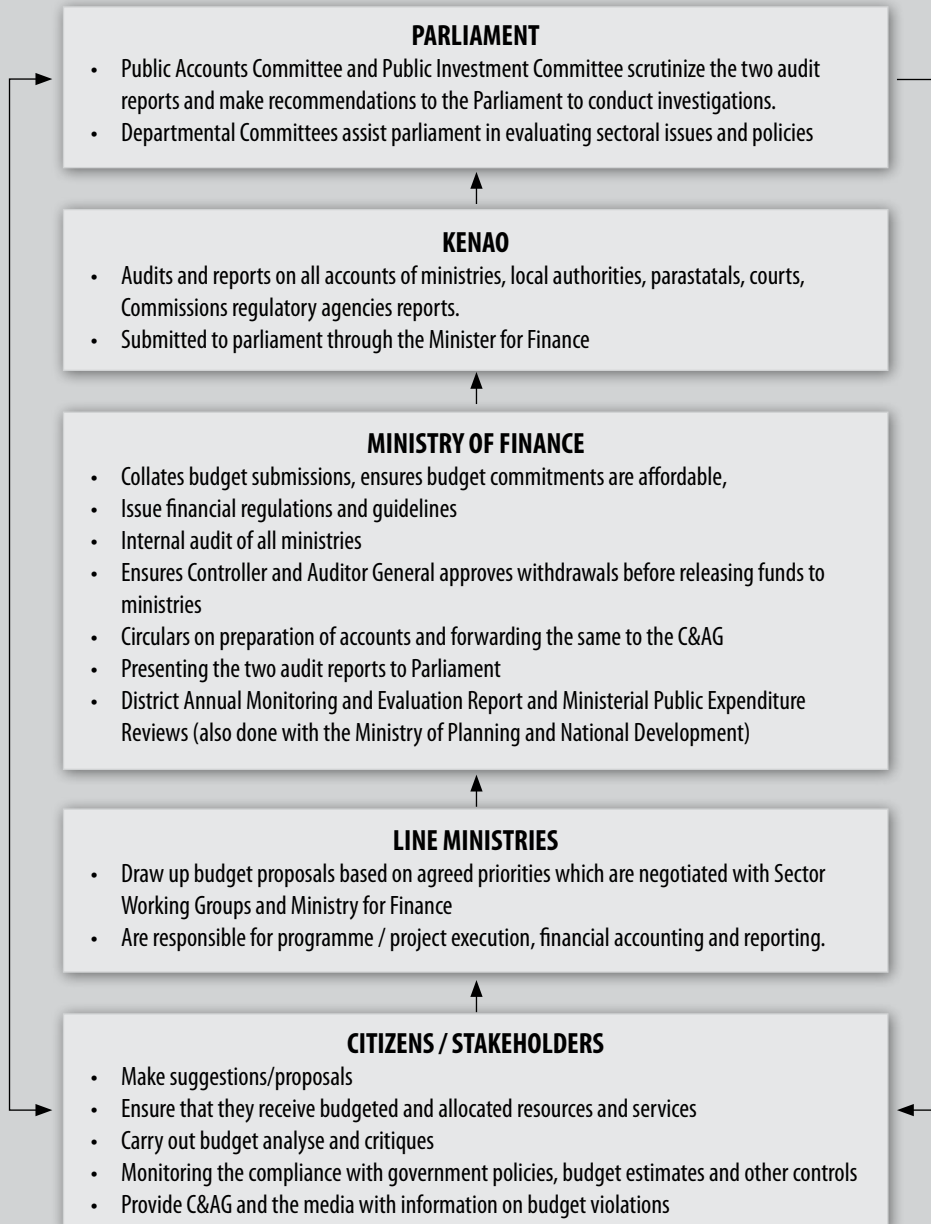 PARLIAMENT
• Public Accounts Committee and Public Investment Committee scrutinize the two audit
reports and make recommendations to the Parliament to conduct investigations.
• Departmental Committees assist parliament in evaluating sectoral issues and policies
KENAO
• Audits and reports on all accounts of ministries, local authorities, parastatals, courts,
Commissions regulatory agencies reports.
• Submitted to parliament through the Minister for Finance
MINISTRY OF FINANCE
• Collates budget submissions, ensures budget commitments are affordable,
• Issue financial regulations and guidelines
• Internal audit of all ministries
• Ensures Controller and Auditor General approves withdrawals before releasing funds to
ministries
• Circulars on preparation of accounts and forwarding the same to the C&AG
• Presenting the two audit reports to Parliament
• District Annual Monitoring and Evaluation Report and Ministerial Public Expenditure
Reviews (also done with the Ministry of Planning and National Development)
LINE MINISTRIES
• Draw up budget proposals based on agreed priorities which are negotiated with Sector
Working Groups and Ministry for Finance
• Are responsible for programme / project execution, financial accounting and reporting.
CITIZENS / STAKEHOLDERS
• Make suggestions/proposals
• Ensure that they receive budgeted and allocated resources and services
• Carry out budget analyse and critiques
• Monitoring the compliance with government policies, budget estimates and other controls
• Provide C&AG and the media with information on budget violations